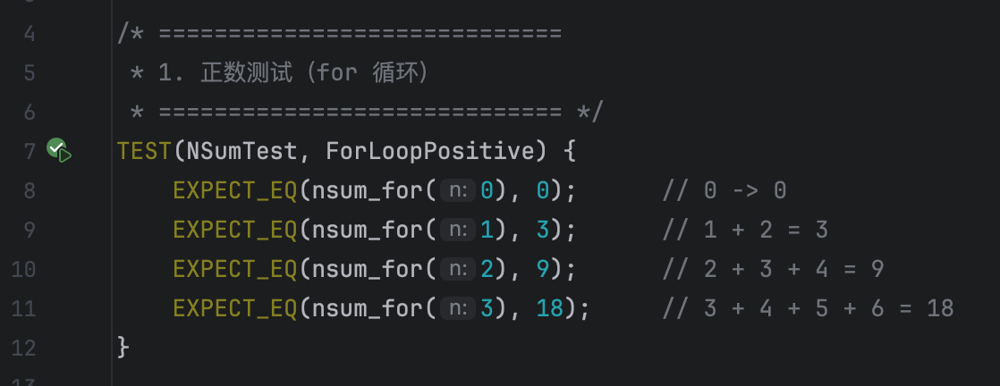 4 /* =============================
5 * 1. 正数测试（for 循环）
6 * ============================= */
7 TEST(NSumTest, ForLoopPositive) {
8 EXPECT_EQ(nsum_for( n: 0), 0); // 0 -> 0
9 EXPECT_EQ(nsum_for( n: 1), 3); // 1 + 2 = 3
10 EXPECT_EQ(nsum_for( n: 2), 9); // 2 + 3 + 4 = 9
11 EXPECT_EQ(nsum_for( n: 3), 18); // 3 + 4 + 5 + 6 = 18
12 }